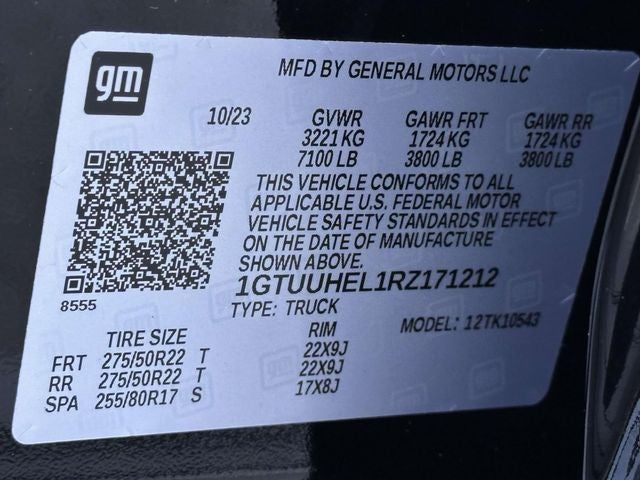 gm
MFD BY GENERAL MOTORS LLC
10/23 GVWR GAWR FRT GAWR RR
3221 KG 1724 KG 1724 KG
7100 LB 3800 LB 3800 LB
THIS VEHICLE CONFORMS TO ALL
APPLICABLE U.S. FEDERAL MOTOR
VEHICLE SAFETY STANDARDS IN EFFECT
ON THE DATE OF MANUFACTURE
SHOWN ABOVE.
1GTUUHEL1RZ171212
8555
TYPE: TRUCK
MODEL: 12TK10543
TIRE SIZE RIM
FRT 275/50R22 T 22X9J
RR 275/50R22 T 22X9J
SPA 255/80R17 S 17X8J